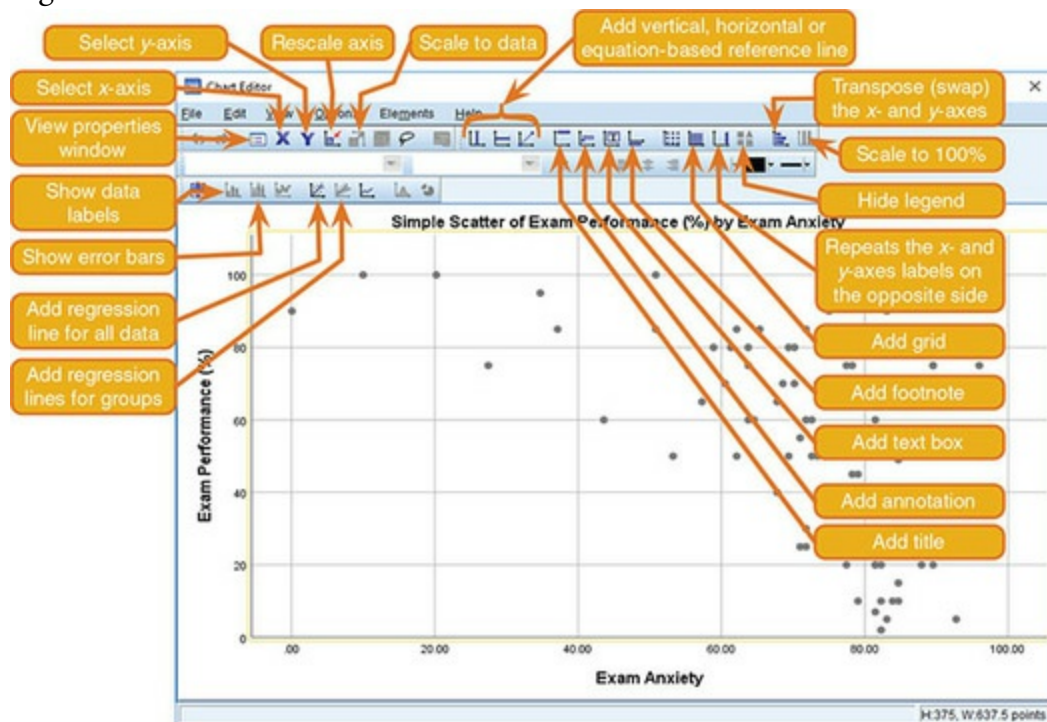 Select y-axis
Rescale axis
Scale to data
Add vertical, horizontal or
equation-based reference line
Select x-axis
Chart Editor
Transpose (swap)
the x- and y-axes
File Edit View Options Elements Help
View properties
window
X Y
Scale to 100%
Show data
labels
Hide legend
Simple Scatter of Exam Performance (%) by Exam Anxiety
Show error bars
Repeats the x- and
y-axes labels on
the opposite side
100
Add regression
line for all data
Add grid
80
Add regression
lines for groups
Add footnote
Exam Performance (%)
60
Add text box
40
Add annotation
Add title
20
0
.00 20.00 40.00 60.00 80.00 100.00
Exam Anxiety
H:375, W:637.5 points